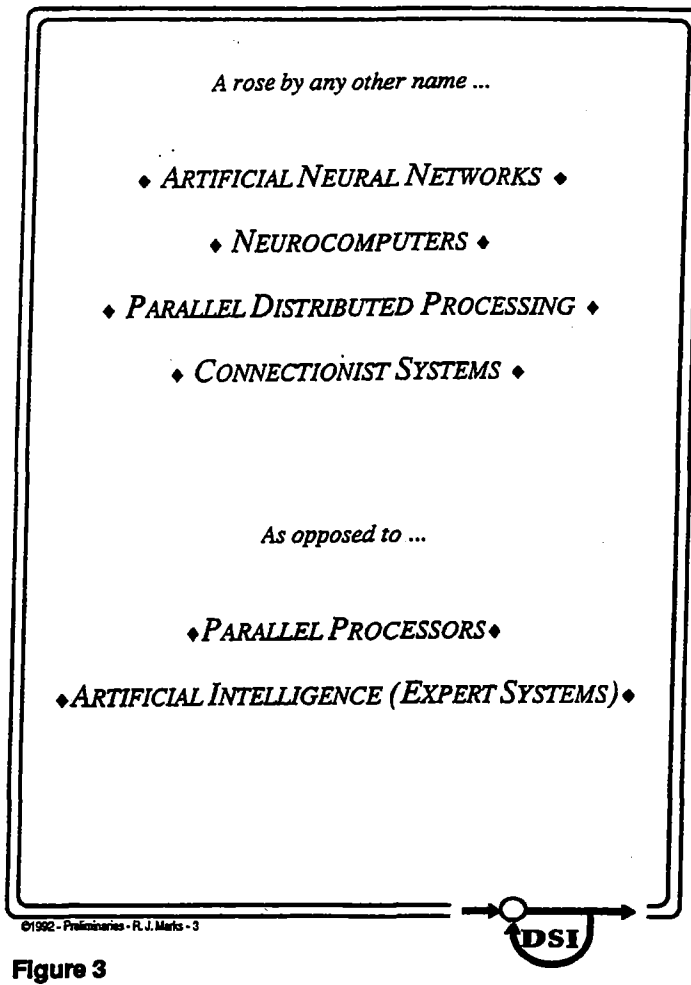 A rose by any other name ...
♦ ARTIFICIAL NEURAL NETWORKS ♦
♦ NEUROCOMPUTERS ♦
♦ PARALLEL DISTRIBUTED PROCESSING ♦
♦ CONNECTIONIST SYSTEMS ♦
As opposed to ...
♦PARALLEL PROCESSORS♦
♦ARTIFICIAL INTELLIGENCE (EXPERT SYSTEMS)♦
©1992 - Preliminaries - R. J. Marks - 3
DSI
Figure 3